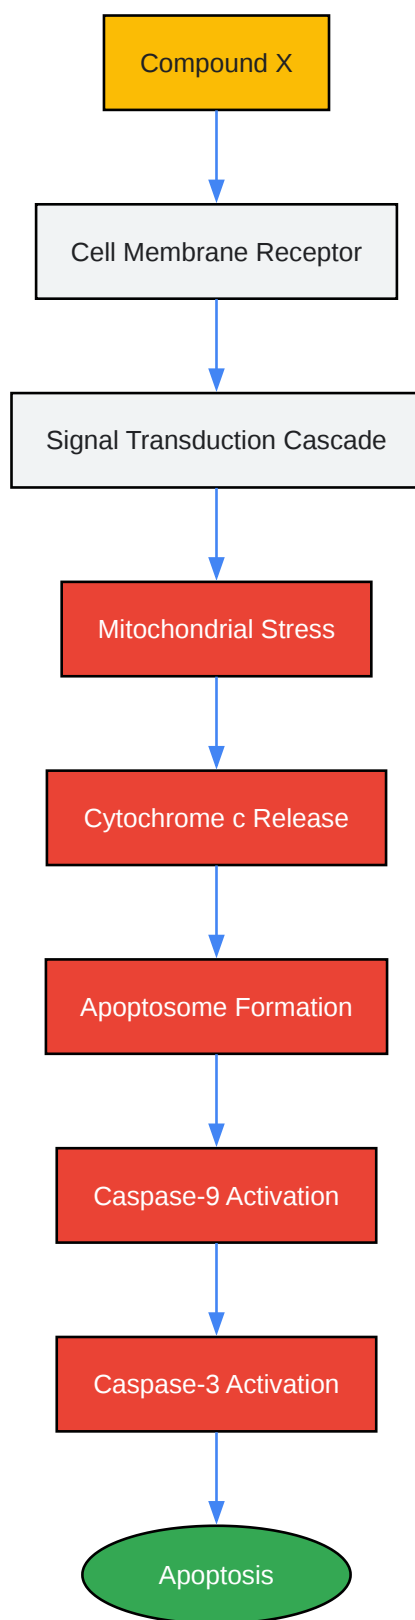 Compound X
Cell Membrane Receptor
Signal Transduction Cascade
Mitochondrial Stress
Cytochrome c Release
Apoptosome Formation
Caspase-9 Activation
Caspase-3 Activation
Apoptosis